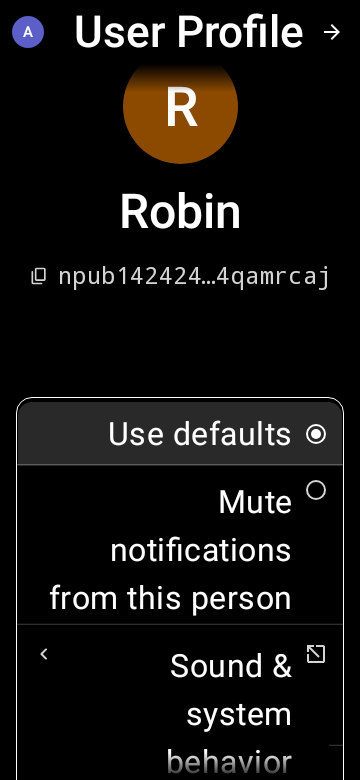 A
User Profile
R
Robin
npub142424…4qamrcaj
Use defaults
Mute
notifications
from this person
Sound &
system
behavior